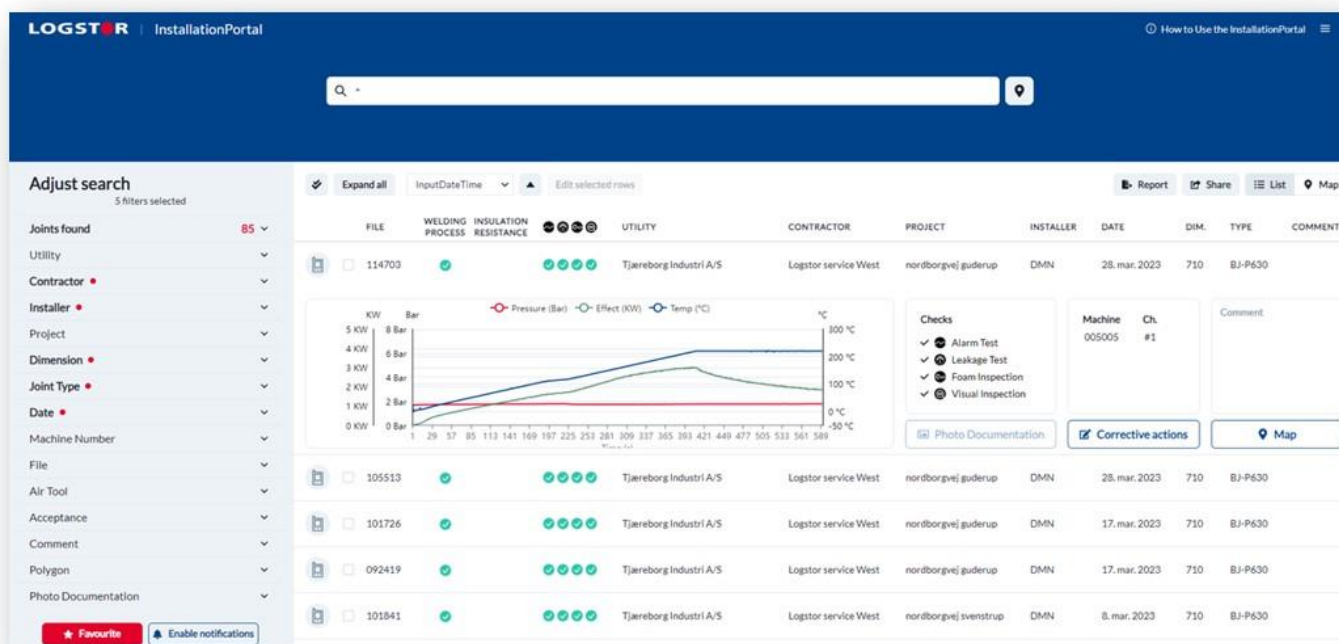 LOGSTOR | InstallationPortal
How to Use the InstallationPortal
Adjust search
5 filters selected
Joints found 85
Utility
Contractor
Installer
Project
Dimension
Joint Type
Date
Machine Number
File
Air Tool
Acceptance
Comment
Polygon
Photo Documentation
Favourite Enable notifications
Expand all InputDateTime Edit selected rows Report Share List Map
FILE WELDING PROCESS INSULATION RESISTANCE UTILITY CONTRACTOR PROJECT INSTALLER DATE DIM. TYPE COMMENT
114703 Tjæreborg Industri A/S Logstor service West nordborgvej guderup DMN 28. mar. 2023 710 BJ-P630
Pressure (Bar) Effect (KW) Temp (°C)
KW Bar °C
5 KW 8 Bar 300 °C
4 KW 6 Bar 200 °C
3 KW
2 KW 4 Bar 100 °C
1 KW 2 Bar 0 °C
0 KW 0 Bar -50 °C
1 29 57 85 113 141 169 197 225 253 281 309 337 365 393 421 449 477 505 533 561 589
Checks
Alarm Test
Leakage Test
Foam Inspection
Visual Inspection
Machine Ch.
005005 #1
Comment
Photo Documentation Corrective actions Map
105513 Tjæreborg Industri A/S Logstor service West nordborgvej guderup DMN 28. mar. 2023 710 BJ-P630
101726 Tjæreborg Industri A/S Logstor service West nordborgvej guderup DMN 17. mar. 2023 710 BJ-P630
092419 Tjæreborg Industri A/S Logstor service West nordborgvej guderup DMN 17. mar. 2023 710 BJ-P630
101841 Tjæreborg Industri A/S Logstor service West nordborgvej svenstrup DMN 8. mar. 2023 710 BJ-P630